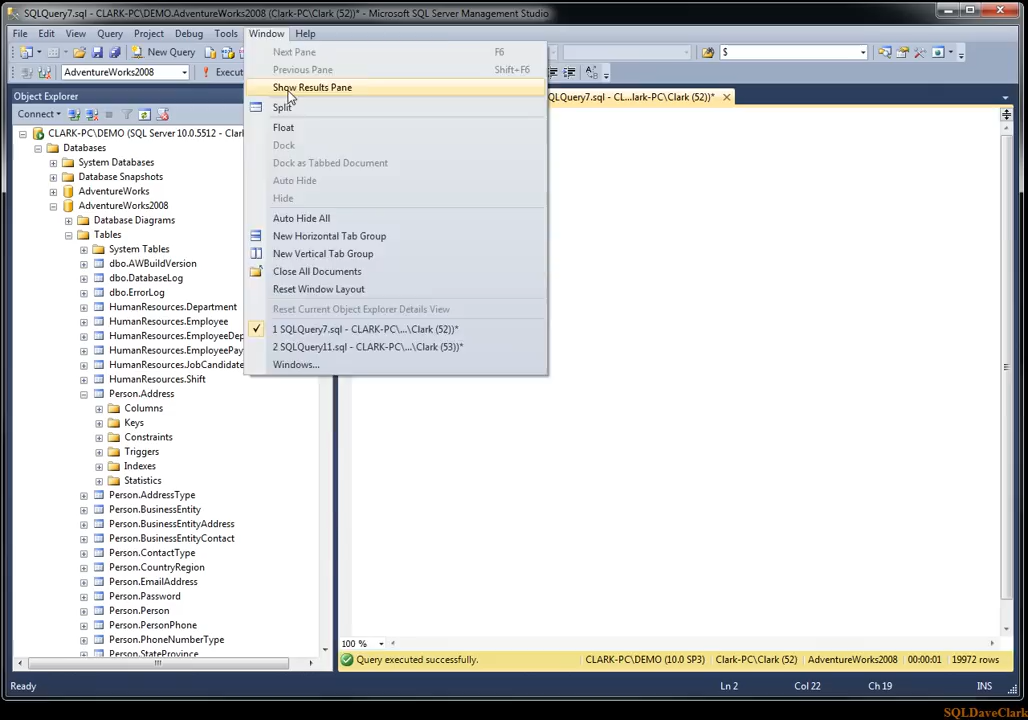 SQLQuery7.sql - CLARK-PC\DEMO.AdventureWorks2008 (Clark-PC\Clark (52))* - Microsoft SQL Server Management Studio
File Edit View Query Project Debug Tools Window Help
New Query $
AdventureWorks2008 Execut
Next Pane F6
Previous Pane Shift+F6
Show Results Pane
Split
Float
Dock
Dock as Tabbed Document
Auto Hide
Hide
Auto Hide All
New Horizontal Tab Group
New Vertical Tab Group
Close All Documents
Reset Window Layout
Reset Current Object Explorer Details View
1 SQLQuery7.sql - CLARK-PC\...\Clark (52))*
2 SQLQuery11.sql - CLARK-PC\...\Clark (53))*
Windows...
QLQuery7.sql - CL...lark-PC\Clark (52))*
Object Explorer
Connect
CLARK-PC\DEMO (SQL Server 10.0.5512 - Clar
Databases
System Databases
Database Snapshots
AdventureWorks
AdventureWorks2008
Database Diagrams
Tables
System Tables
dbo.AWBuildVersion
dbo.DatabaseLog
dbo.ErrorLog
HumanResources.Department
HumanResources.Employee
HumanResources.EmployeeDep
HumanResources.EmployeePay
HumanResources.JobCandidate
HumanResources.Shift
Person.Address
Columns
Keys
Constraints
Triggers
Indexes
Statistics
Person.AddressType
Person.BusinessEntity
Person.BusinessEntityAddress
Person.BusinessEntityContact
Person.ContactType
Person.CountryRegion
Person.EmailAddress
Person.Password
Person.Person
Person.PersonPhone
Person.PhoneNumberType
Person.StateProvince
100 %
Query executed successfully. CLARK-PC\DEMO (10.0 SP3) Clark-PC\Clark (52) AdventureWorks2008 00:00:01 19972 rows
Ready Ln 2 Col 22 Ch 19 INS
SQLDaveClark